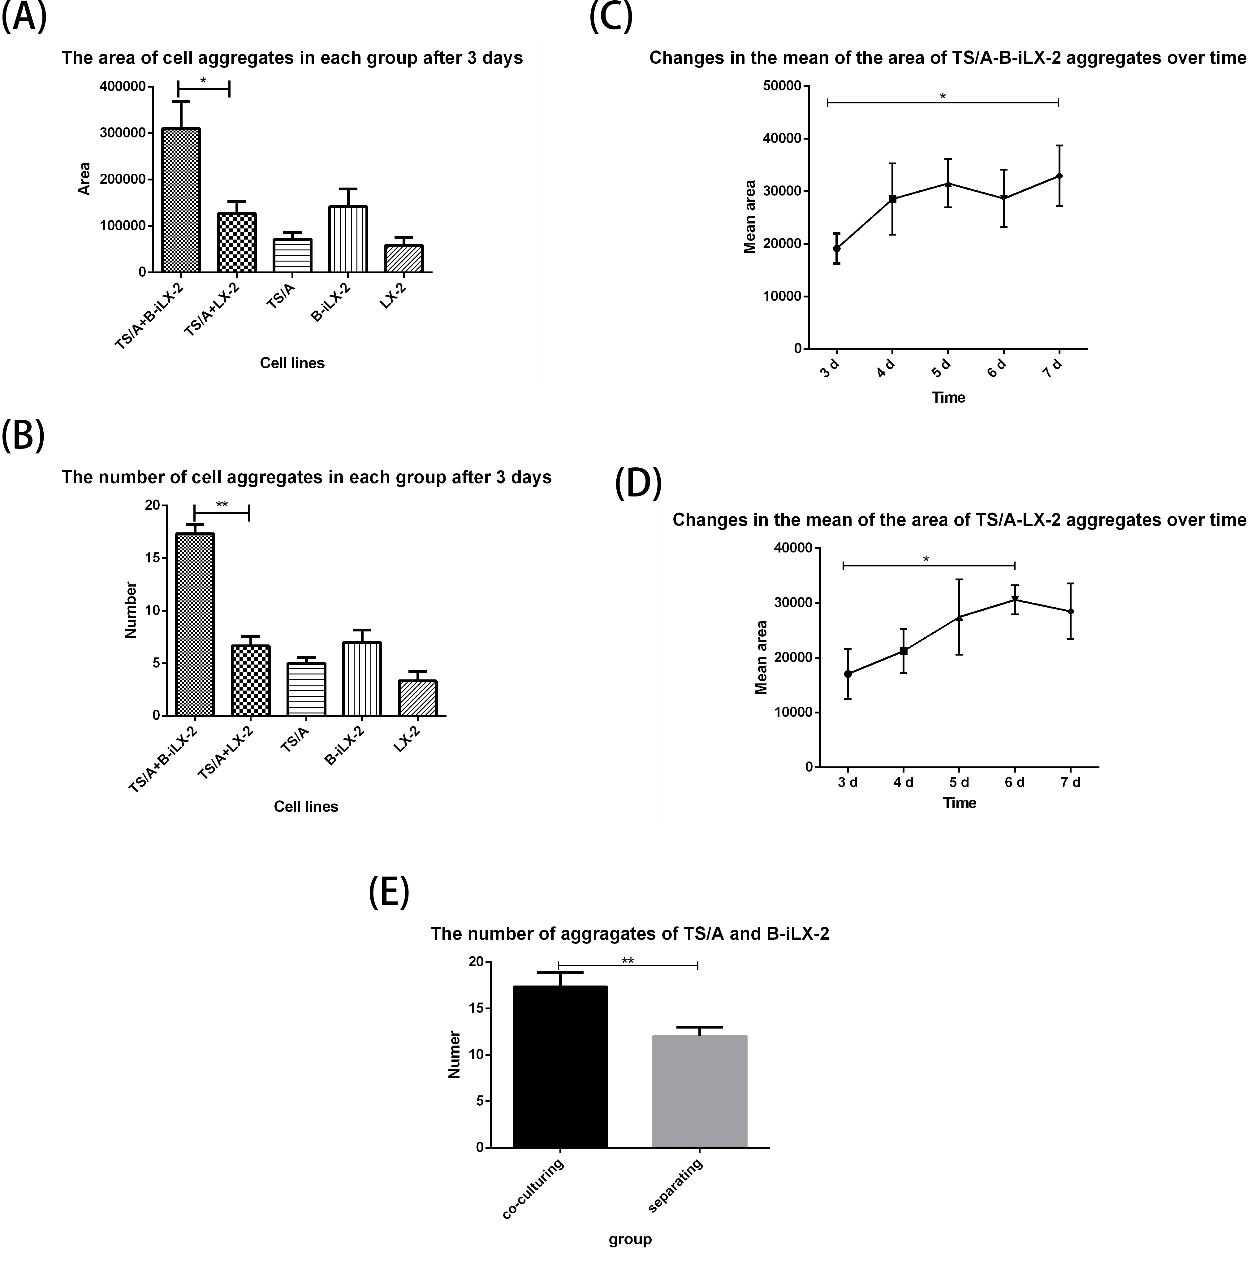 (A)
The area of cell aggregates in each group after 3 days
400000
300000
200000
100000
0
Area
*
TS/A+B-iLX-2
TS/A+LX-2
TS/A
B-iLX-2
LX-2
Cell lines
(B)
The number of cell aggregates in each group after 3 days
20
15
10
5
0
Number
**
TS/A+B-iLX-2
TS/A+LX-2
TS/A
B-iLX-2
LX-2
Cell lines
(C)
Changes in the mean of the area of TS/A-B-iLX-2 aggregates over time
50000
40000
30000
20000
10000
0
Mean area
*
3 d
4 d
5 d
6 d
7 d
Time
(D)
Changes in the mean of the area of TS/A-LX-2 aggregates over time
40000
30000
20000
10000
0
Mean area
*
3 d
4 d
5 d
6 d
7 d
Time
(E)
The number of aggragates of TS/A and B-iLX-2
20
15
10
5
0
Numer
**
co-culturing
separating
group